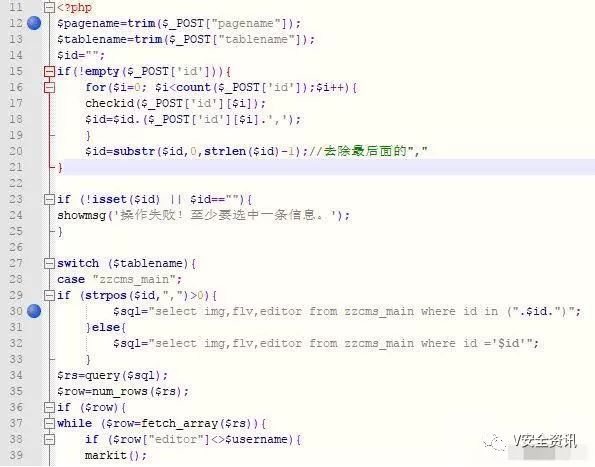 11 <?php
12 $pagename=trim($_POST["pagename"]);
13 $tablename=trim($_POST["tablename"]);
14 $id="";
15 if(!empty($_POST['id'])){
16 for($i=0; $i<count($_POST['id']);$i++){
17 checkid($_POST['id'][$i]);
18 $id=$id.($_POST['id'][$i].',');
19 }
20 $id=substr($id,0,strlen($id)-1);//去除最后面的","
21 }
22
23 if (!isset($id) || $id==""){
24 showmsg('操作失败！至少要选中一条信息。');
25 }
26
27 switch ($tablename){
28 case "zzcms_main";
29 if (strpos($id,",")>0){
30 $sql="select img,flv,editor from zzcms_main where id in (".$id.")";
31 }else{
32 $sql="select img,flv,editor from zzcms_main where id ='$id'";
33 }
34 $rs=query($sql);
35 $row=num_rows($rs);
36 if ($row){
37 while ($row=fetch_array($rs)){
38 if ($row["editor"]<>$username){
39 markit();
V安全资讯